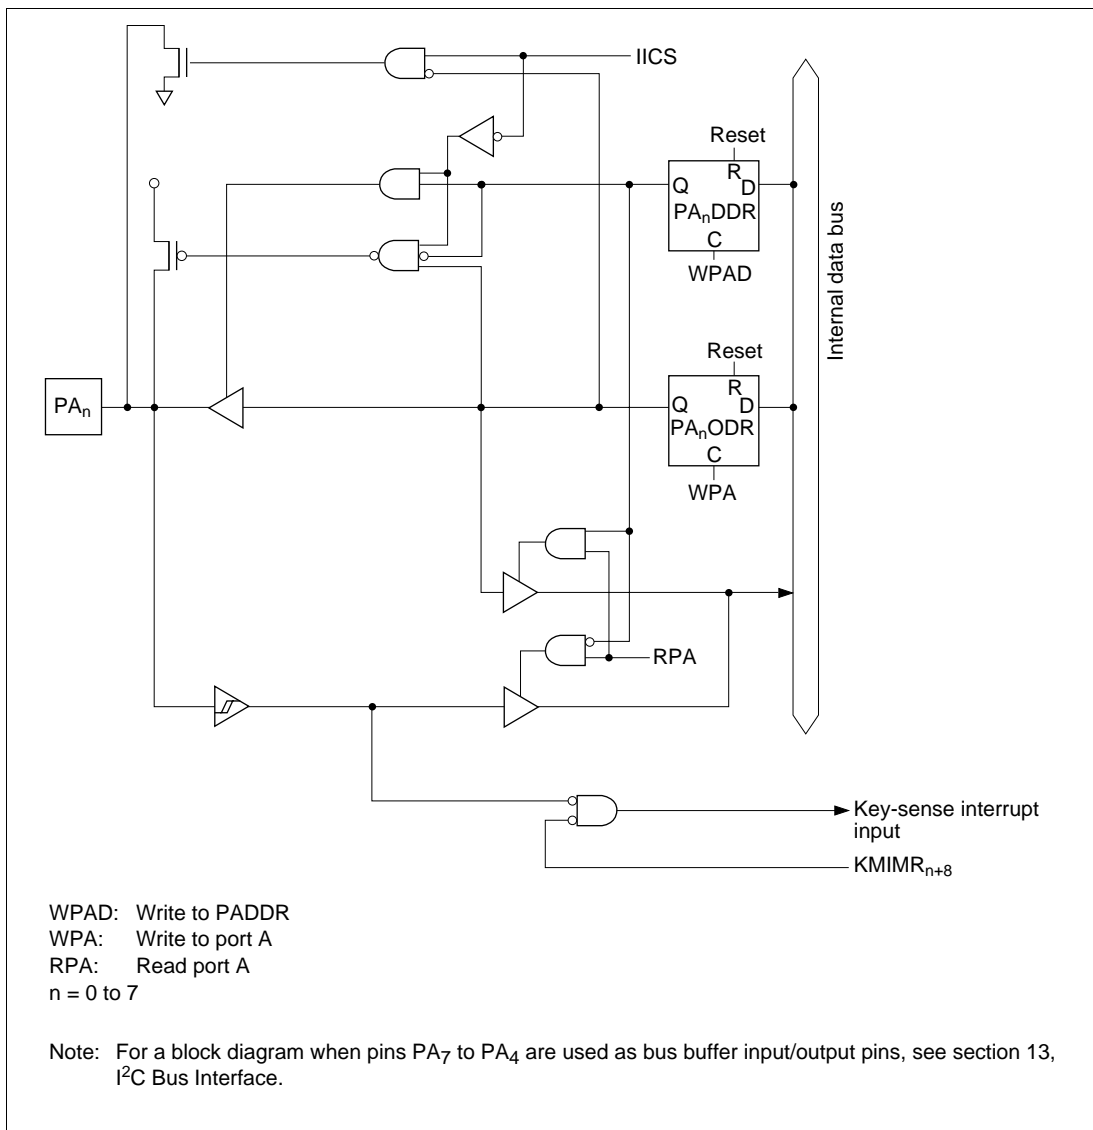 IICS
Reset
R
Q D
PAnDDR
C
WPAD
Internal data bus
Reset
R
PAn
Q D
PAnODR
C
WPA
RPA
Key-sense interrupt
input
KMIMRn+8
WPAD: Write to PADDR
WPA: Write to port A
RPA: Read port A
n = 0 to 7
Note: For a block diagram when pins PA7 to PA4 are used as bus buffer input/output pins, see section 13,
I2C Bus Interface.